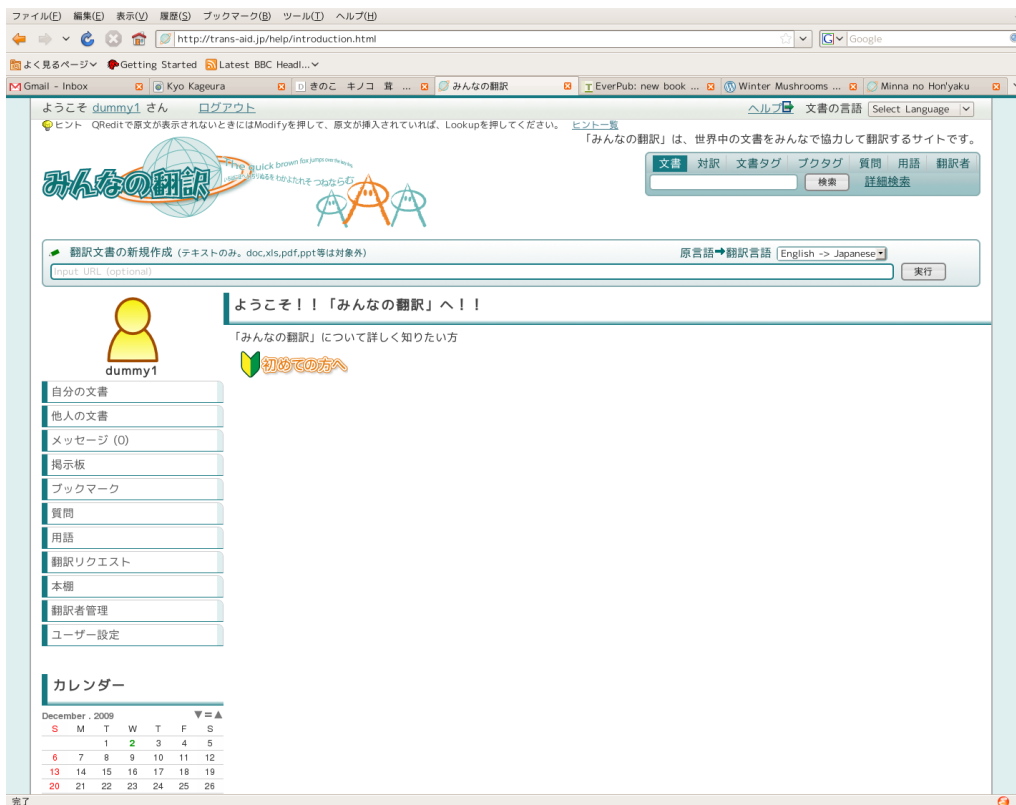 ファイル(F) 編集(E) 表示(V) 履歴(S) ブックマーク(B) ツール(T) ヘルプ(H)
http://trans-aid.jp/help/introduction.html
Google
よく見るページ Getting Started Latest BBC Headl...
Gmail - Inbox Kyo Kageura きのこ キノコ 茸 ... みんなの翻訳 EverPub: new book ... Winter Mushrooms ... Minna no Hon'yaku
ようこそ dummy1 さん ログアウト ヘルプ 文書の言語 Select Language
ヒント QReditで原文が表示されないときにはModifyを押して、原文が挿入されていれば、Lookupを押してください。 ヒント一覧
「みんなの翻訳」は、世界中の文書をみんなで協力して翻訳するサイトです。
みんなの翻訳
The quick brown fox jumps over the lazy
文書 対訳 文書タグ ブクタグ 質問 用語 翻訳者
検索 詳細検索
翻訳文書の新規作成 (テキストのみ。doc,xls,pdf,ppt等は対象外) 原言語➡翻訳言語 English -> Japanese
Input URL (optional) 実行
ようこそ！！「みんなの翻訳」へ！！
「みんなの翻訳」について詳しく知りたい方
初めての方へ
dummy1
自分の文書
他人の文書
メッセージ (0)
掲示板
ブックマーク
質問
用語
翻訳リクエスト
本棚
翻訳者管理
ユーザー設定
カレンダー
December . 2009 ▼=▲
S M T W T F S
1 2 3 4 5
6 7 8 9 10 11 12
13 14 15 16 17 18 19
20 21 22 23 24 25 26
完了